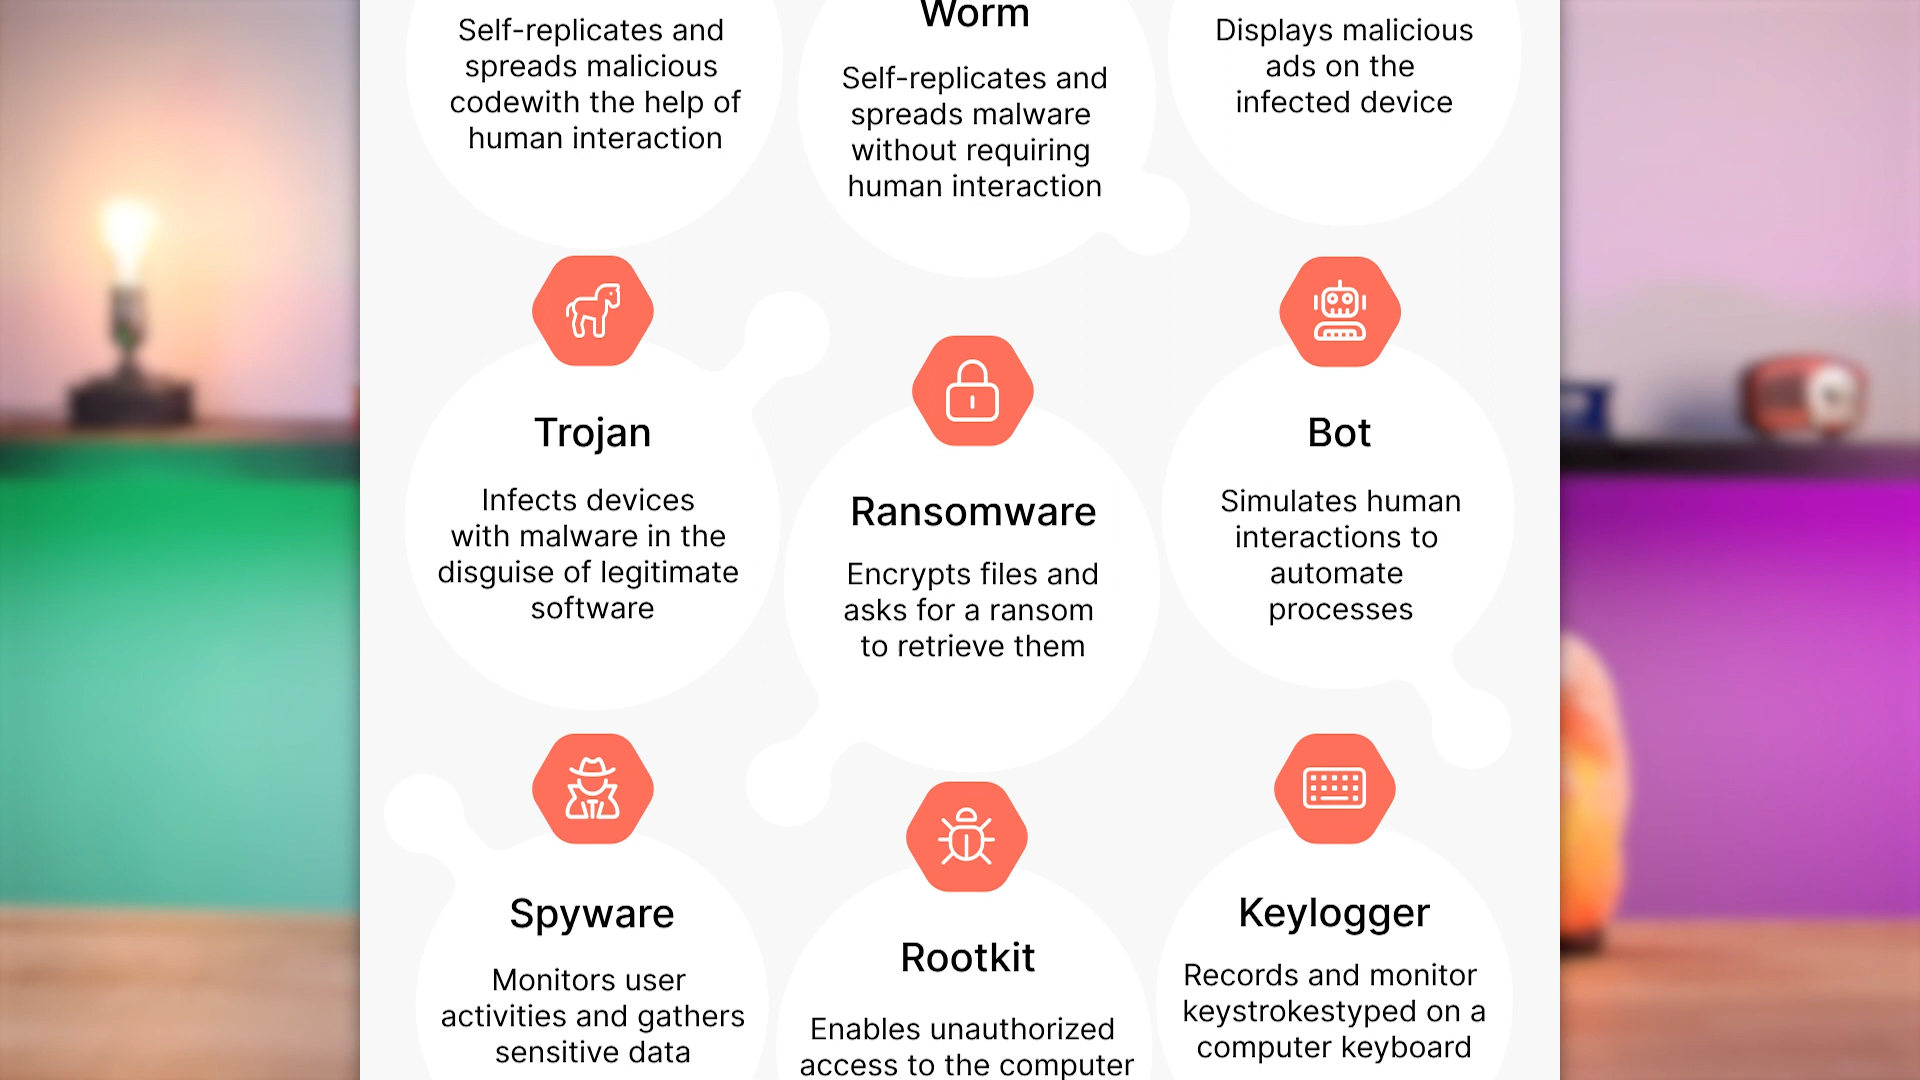 Self-replicates and
spreads malicious
codewith the help of
human interaction
Worm
Self-replicates and
spreads malware
without requiring
human interaction
Displays malicious
ads on the
infected device
Trojan
Infects devices
with malware in the
disguise of legitimate
software
Ransomware
Encrypts files and
asks for a ransom
to retrieve them
Bot
Simulates human
interactions to
automate
processes
Spyware
Monitors user
activities and gathers
sensitive data
Rootkit
Enables unauthorized
access to the computer
Keylogger
Records and monitor
keystrokestyped on a
computer keyboard